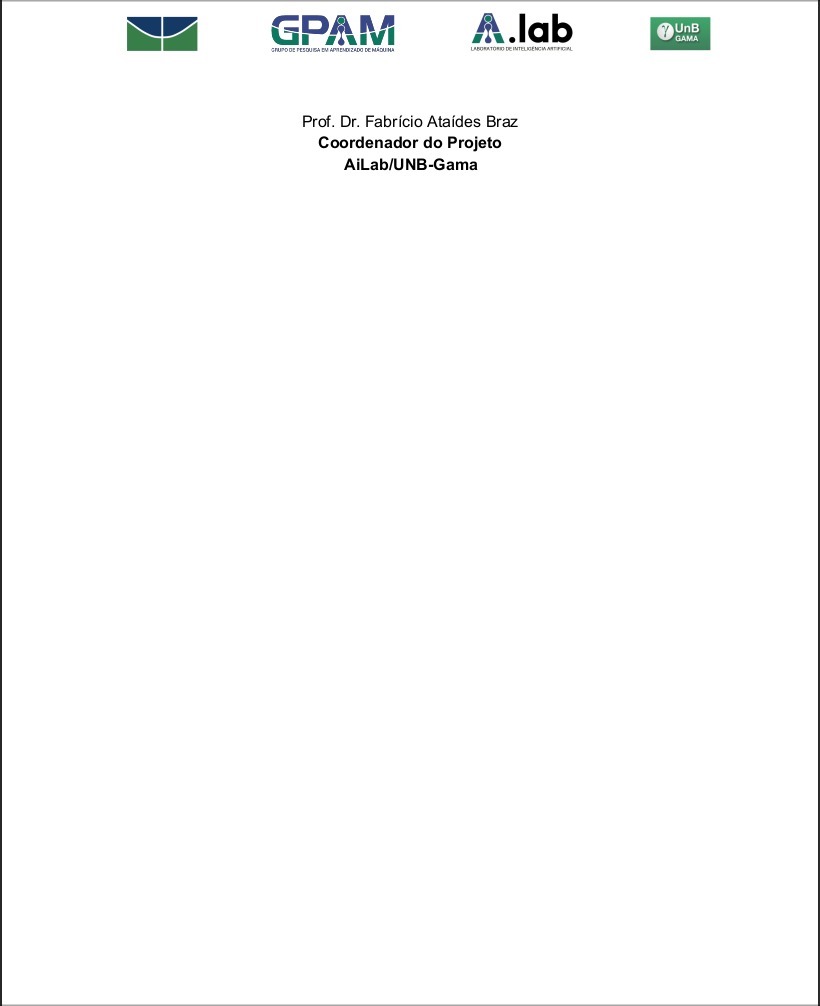 GPAM
GRUPO DE PESQUISA EM APRENDIZADO DE MÁQUINA
A.lab
LABORATÓRIO DE INTELIGÊNCIA ARTIFICIAL
UnB
GAMA
Prof. Dr. Fabrício Ataídes Braz
Coordenador do Projeto
AiLab/UNB-Gama